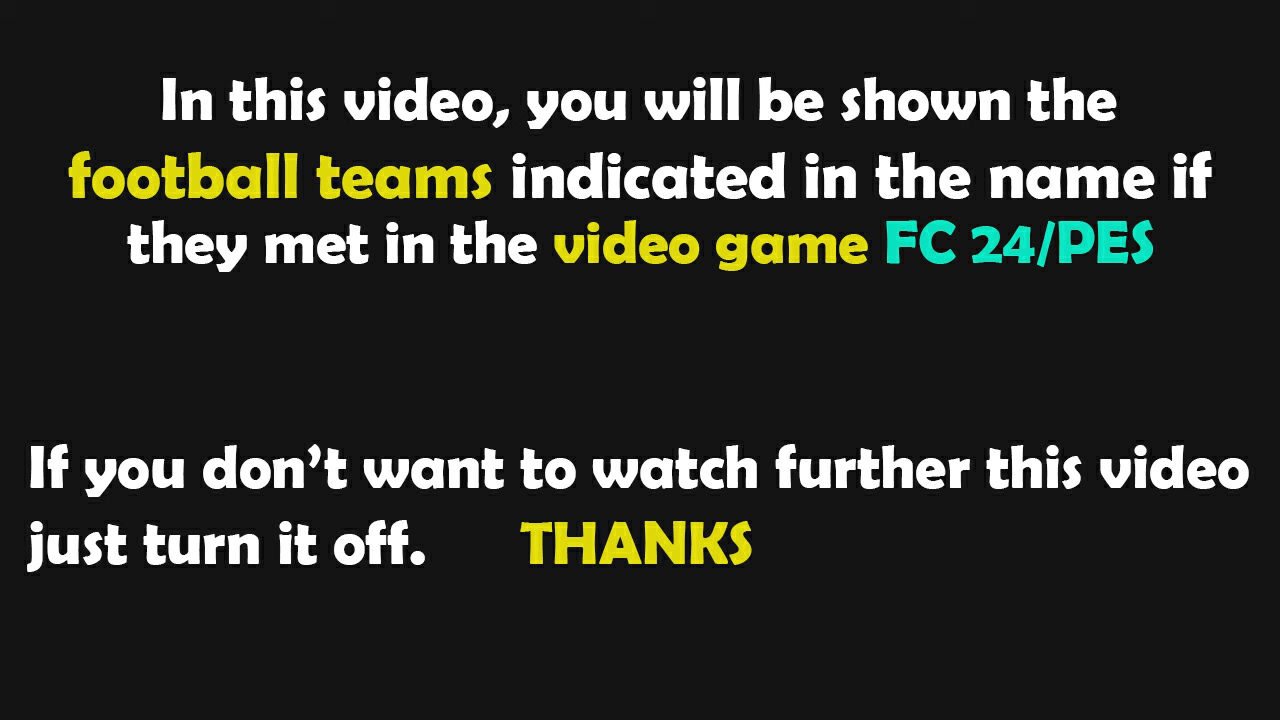 In this video, you will be shown the
football teams indicated in the name if
they met in the video game FC 24/PES
If you don't want to watch further this video
just turn it off. THANKS